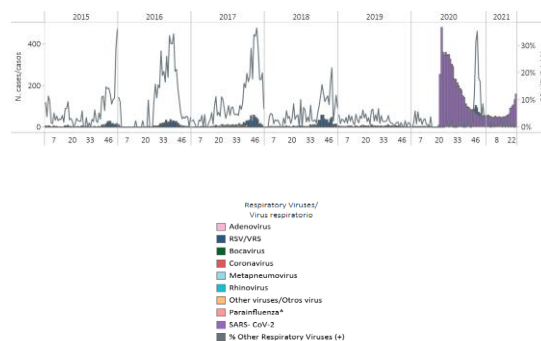 2015 2016 2017 2018 2019 2020 2021
N. cases/casos
400
200
0
30%
20%
10%
0%
7 20 33 46 7 20 33 46 7 20 33 46 7 20 33 46 7 20 33 46 7 20 33 46 8 22
Respiratory Viruses/
Virus respiratorio
Adenovirus
RSV/VRS
Bocavirus
Coronavirus
Metapneumovirus
Rhinovirus
Other viruses/Otros virus
Parainfluenza*
SARS- CoV-2
% Other Respiratory Viruses (+)